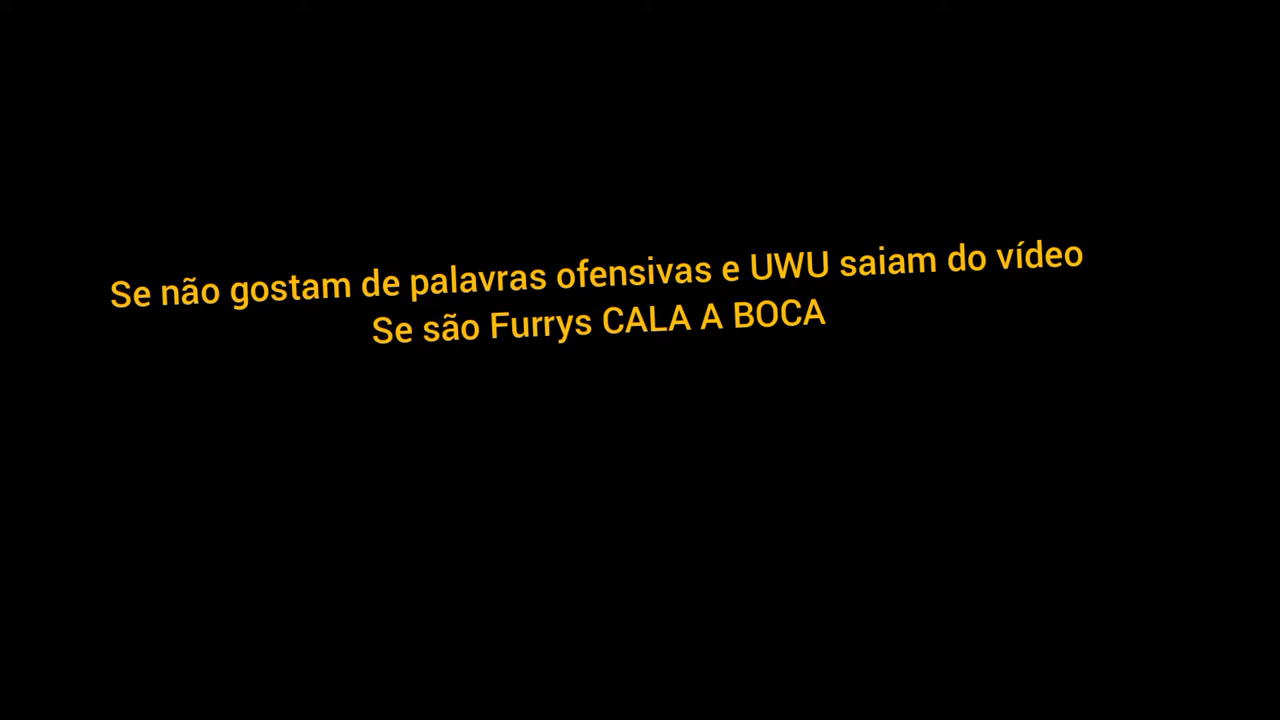 Se não gostam de palavras ofensivas e UWU saiam do vídeo
Se são Furrys CALA A BOCA